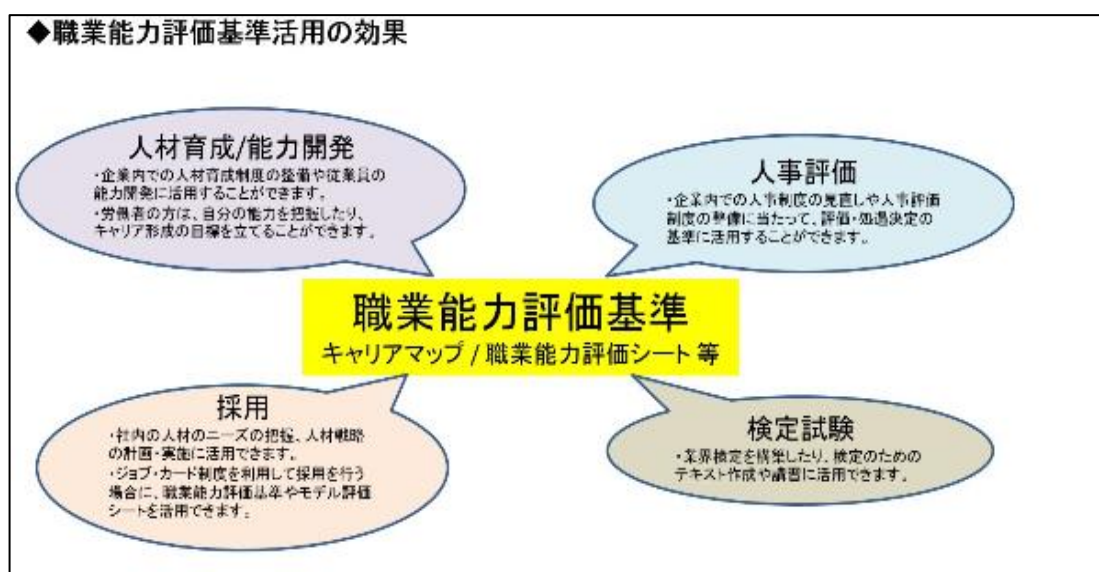 ◆職業能力評価基準活用の効果
人材育成/能力開発
・企業内での人材育成制度の整備や従業員の
能力開発に活用することができます。
・労働者の方は、自分の能力を把握したり、
キャリア形成の目標を立てることができます。
人事評価
・企業内での人事制度の見直しや人事評価
制度の整備に当たって、評価・処遇決定の
基準に活用することができます。
職業能力評価基準
キャリアマップ / 職業能力評価シート 等
採用
・社内の人材のニーズの把握、人材戦略
の計画・実施に活用できます。
・ジョブ・カード制度を利用して採用を行う
場合に、職業能力評価基準やモデル評価
シートを活用できます。
検定試験
・業界検定を構築したり、検定のための
テキスト作成や講習に活用できます。